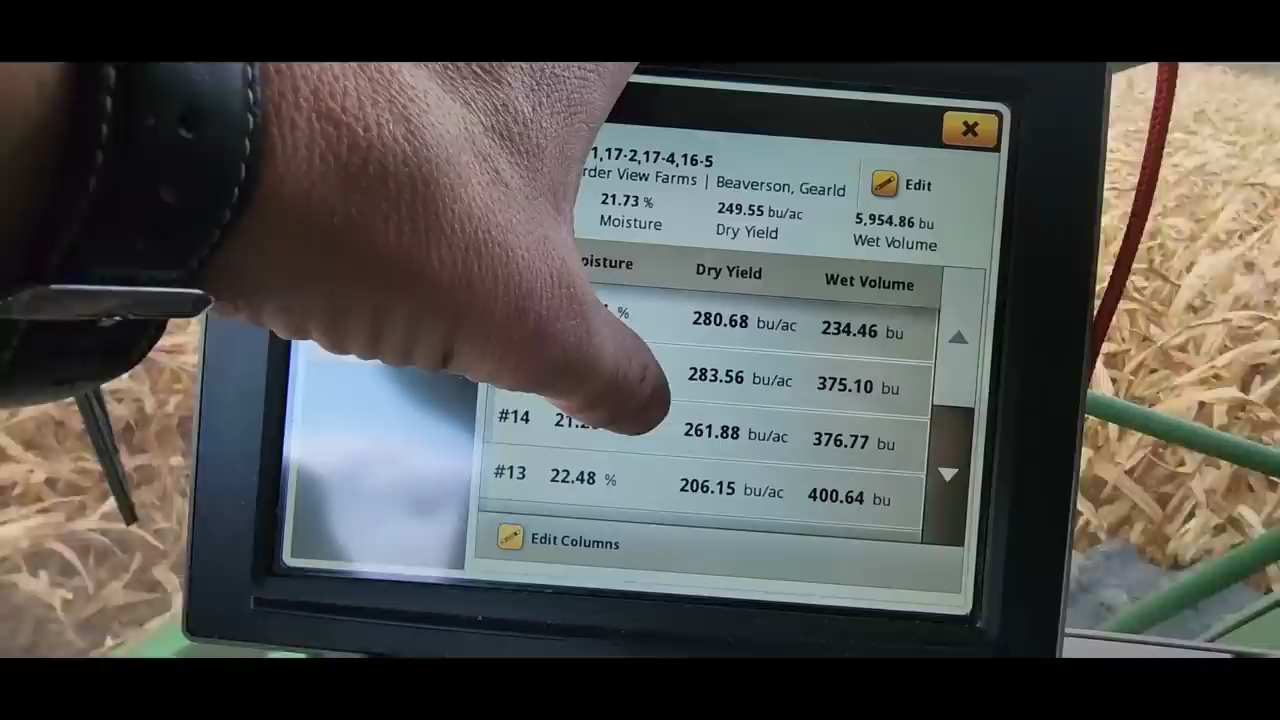 1,17-2,17-4,16-5
Edit
rder View Farms | Beaverson, Gearld
21.73 % 249.55 bu/ac 5,954.86 bu
Moisture Dry Yield Wet Volume
oisture Dry Yield Wet Volume
% 280.68 bu/ac 234.46 bu
283.56 bu/ac 375.10 bu
#14 21.2 261.88 bu/ac 376.77 bu
#13 22.48 % 206.15 bu/ac 400.64 bu
Edit Columns